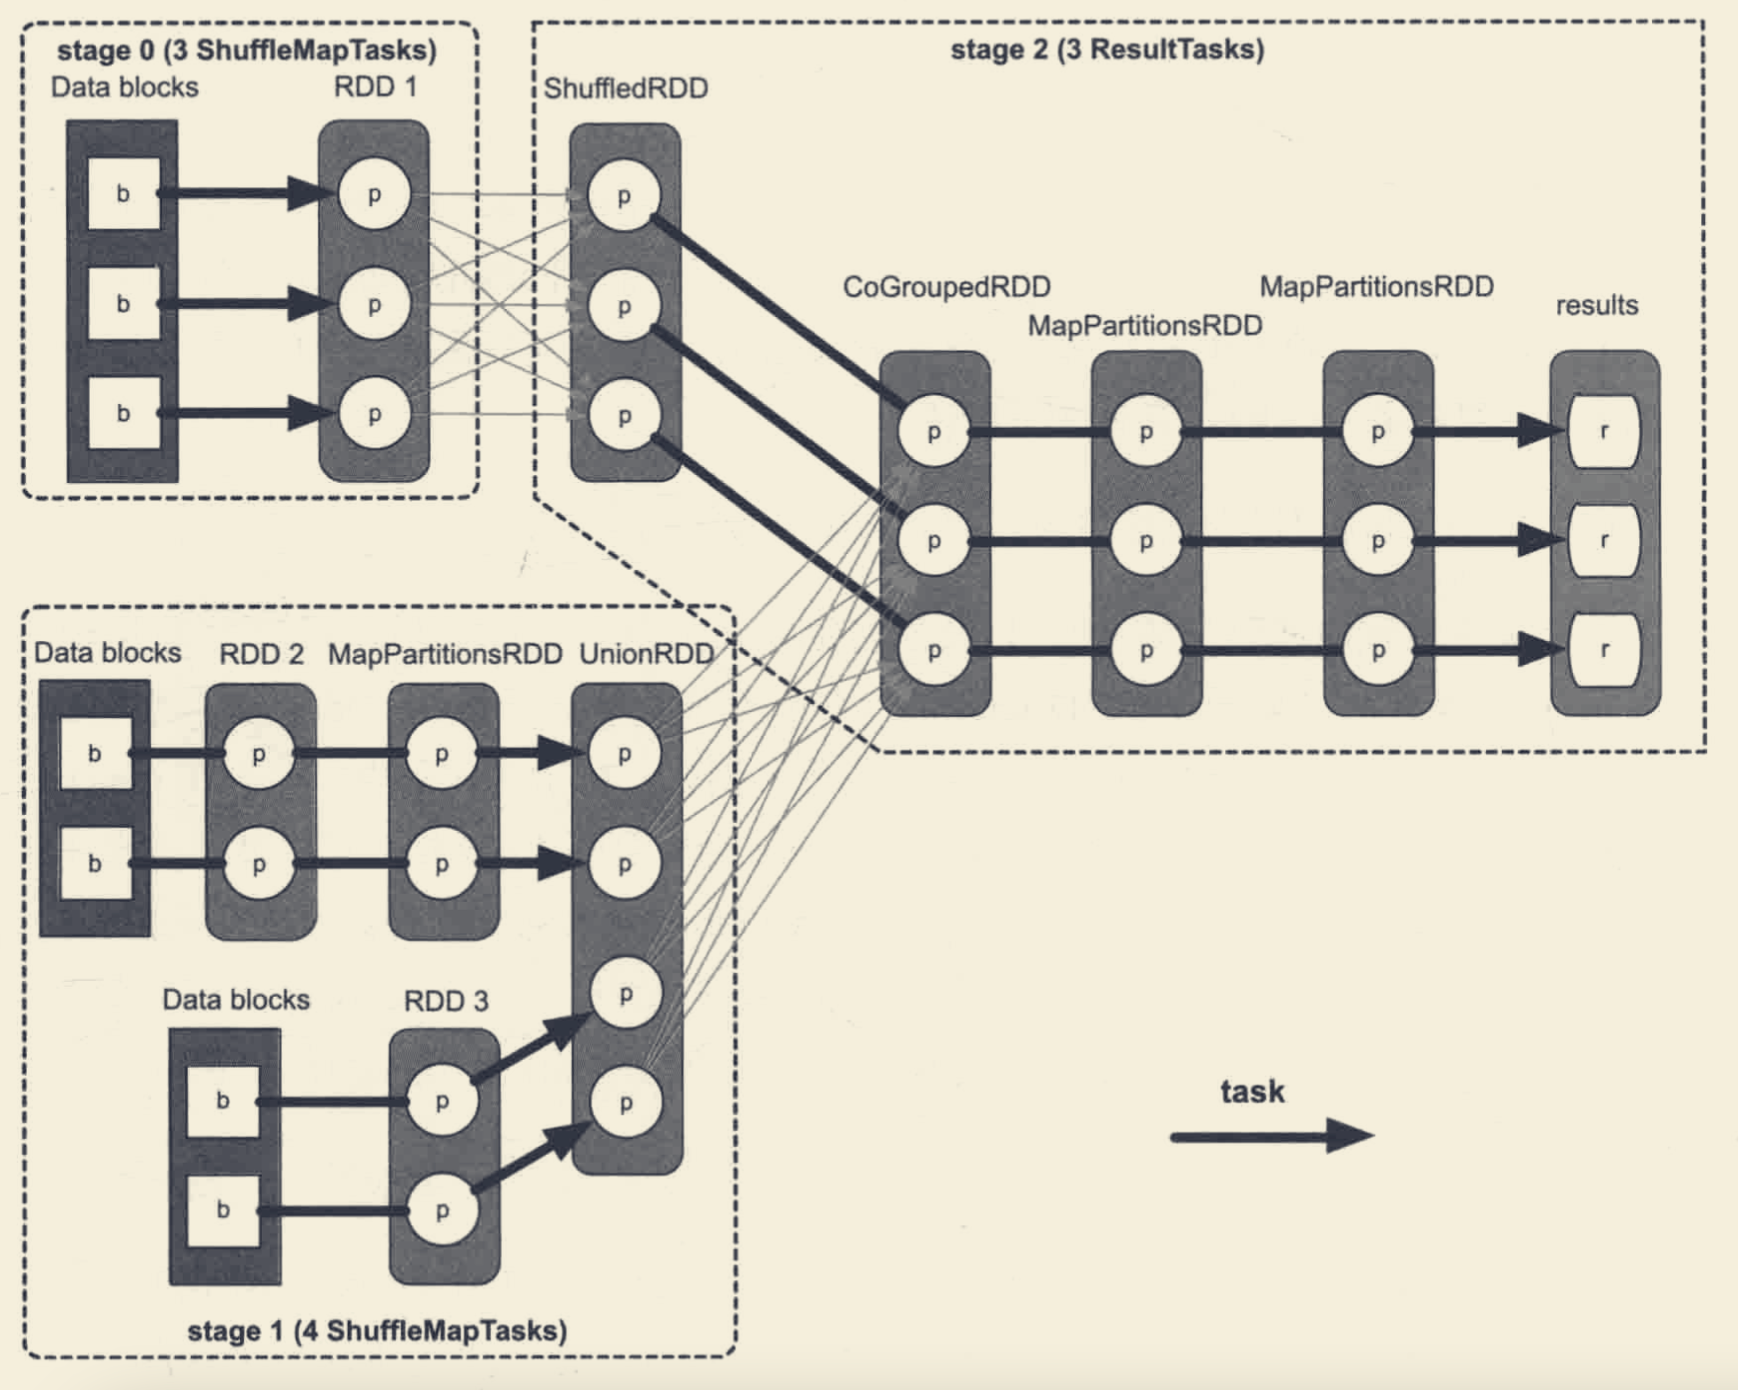 stage 0 (3 ShuffleMapTasks)
Data blocks
RDD 1
b
p
b
p
b
p
stage 2 (3 ResultTasks)
ShuffledRDD
p
p
p
CoGroupedRDD
MapPartitionsRDD
MapPartitionsRDD
results
p
p
p
r
p
p
p
r
p
p
p
r
Data blocks
RDD 2
MapPartitionsRDD
UnionRDD
b
p
p
p
b
p
p
p
Data blocks
RDD 3
p
b
p
p
b
p
stage 1 (4 ShuffleMapTasks)
task